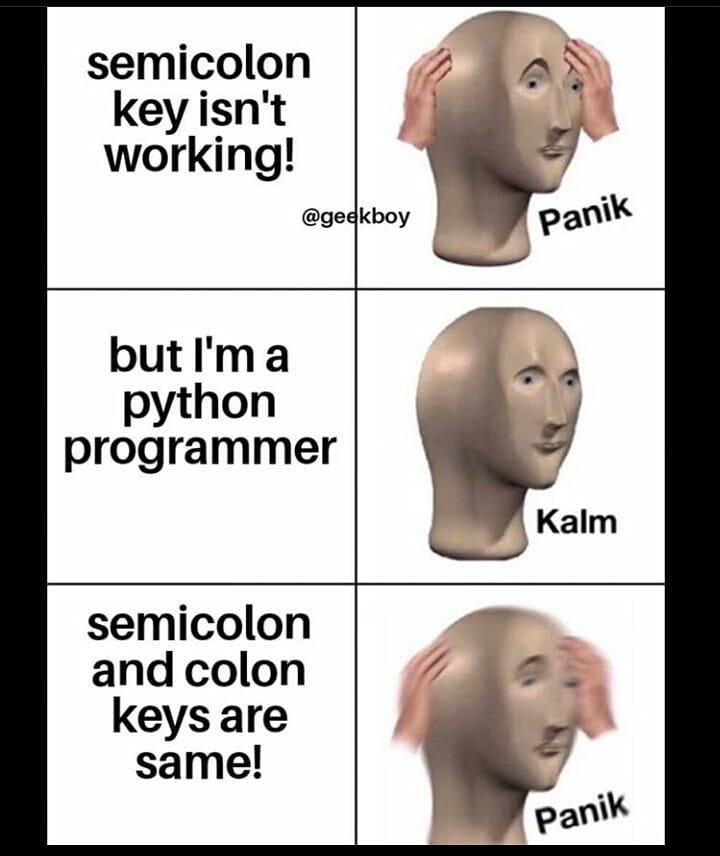 semicolon
key isn't
working!
@geekboy
Panik
but I'm a
python
programmer
Kalm
semicolon
and colon
keys are
same!
Panik